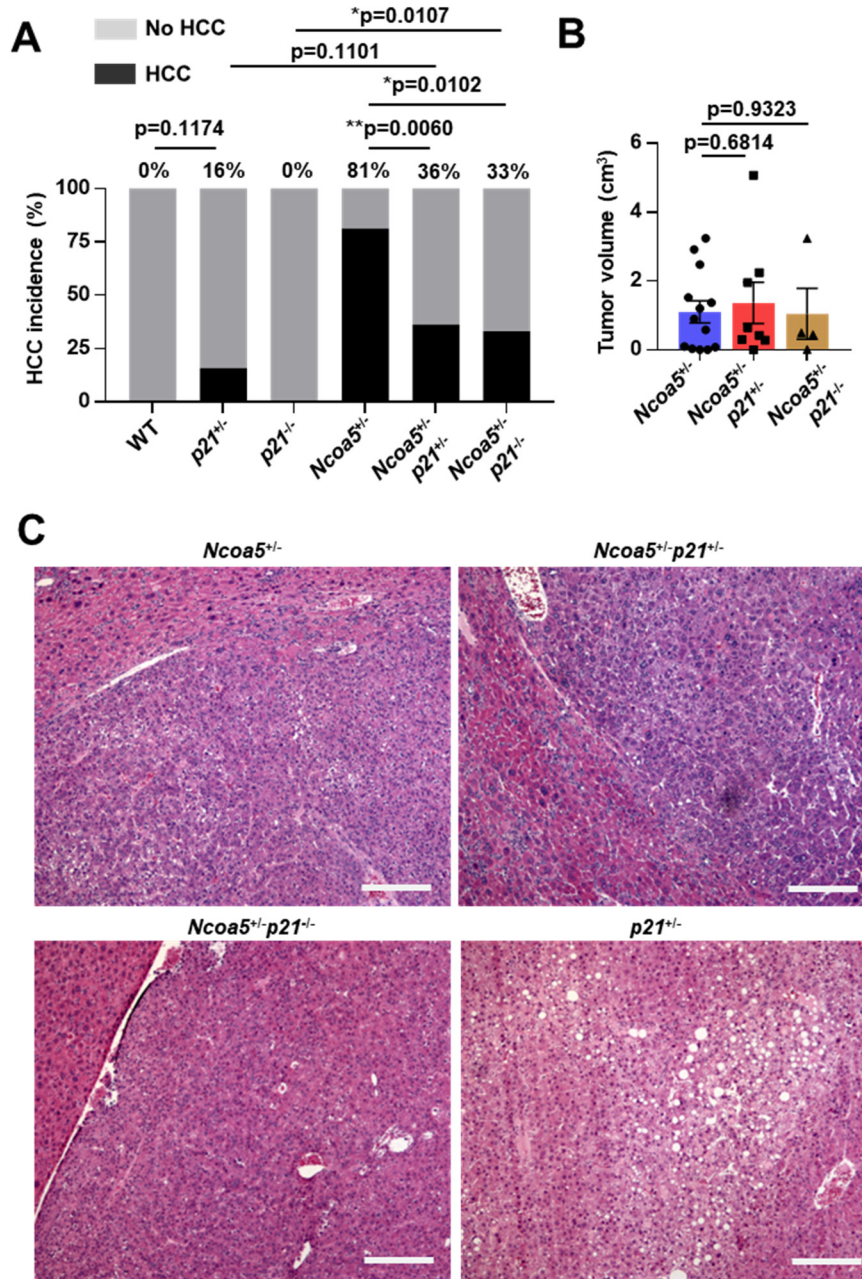 A
No HCC
HCC
*p=0.0107
p=0.1101
*p=0.0102
p=0.1174
**p=0.0060
0% 16% 0% 81% 36% 33%
HCC incidence (%)
100
75
50
25
0
WT
p21+/-
p21-/-
Ncoa5+/-
Ncoa5+/-
p21+/-
Ncoa5+/-
p21-/-
B
p=0.9323
p=0.6814
Tumor volume (cm³)
6
4
2
0
Ncoa5+/-
Ncoa5+/-
p21+/-
Ncoa5+/-
p21-/-
C
Ncoa5+/-
Ncoa5+/-p21+/-
Ncoa5+/-p21-/-
p21+/-